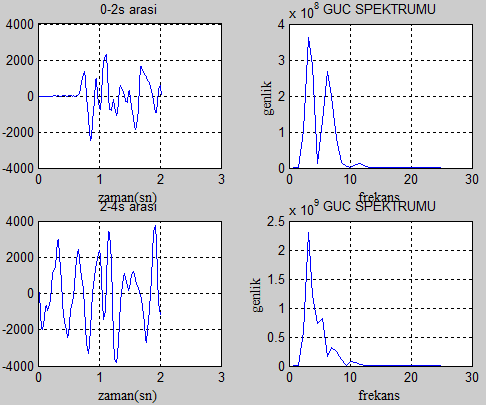 0-2s arasi
4000
2000
0
-2000
-4000
0 1 2 3
zaman(sn)
x 10^8 GUC SPEKTRUMU
4
3
2
1
0
genlik
0 10 20 30
frekans
2-4s arasi
4000
2000
0
-2000
-4000
0 1 2 3
zaman(sn)
x 10^9 GUC SPEKTRUMU
2.5
2
1.5
1
0.5
0
genlik
0 10 20 30
frekans